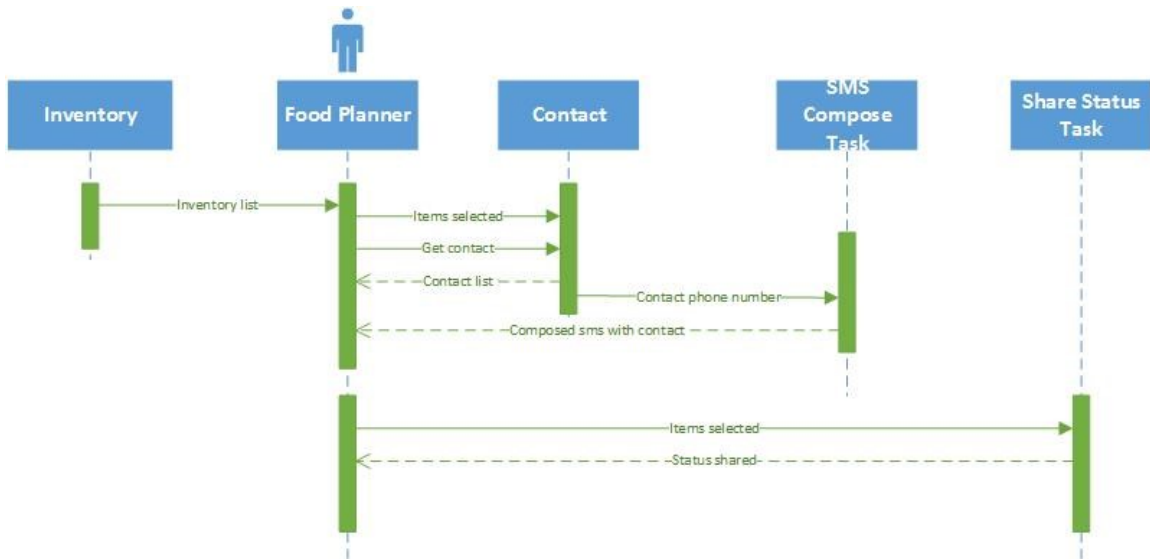 Inventory
Food Planner
Contact
SMS
Compose
Task
Share Status
Task
Inventory list
Items selected
Get contact
Contact list
Contact phone number
Composed sms with contact
Items selected
Status shared